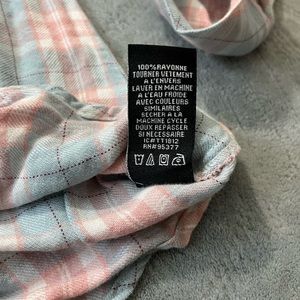 100%RAYONNE
TOURNER VETEMENT
A L'ENVERS
LAVER EN MACHINE
A L'EAU FROIDE
AVEC COULEURS
SIMILAIRES
SECHER A LA
MACHINE CYCLE
DOUX REPASSER
SI NECESSAIRE
IC#TT1812
RN#95377